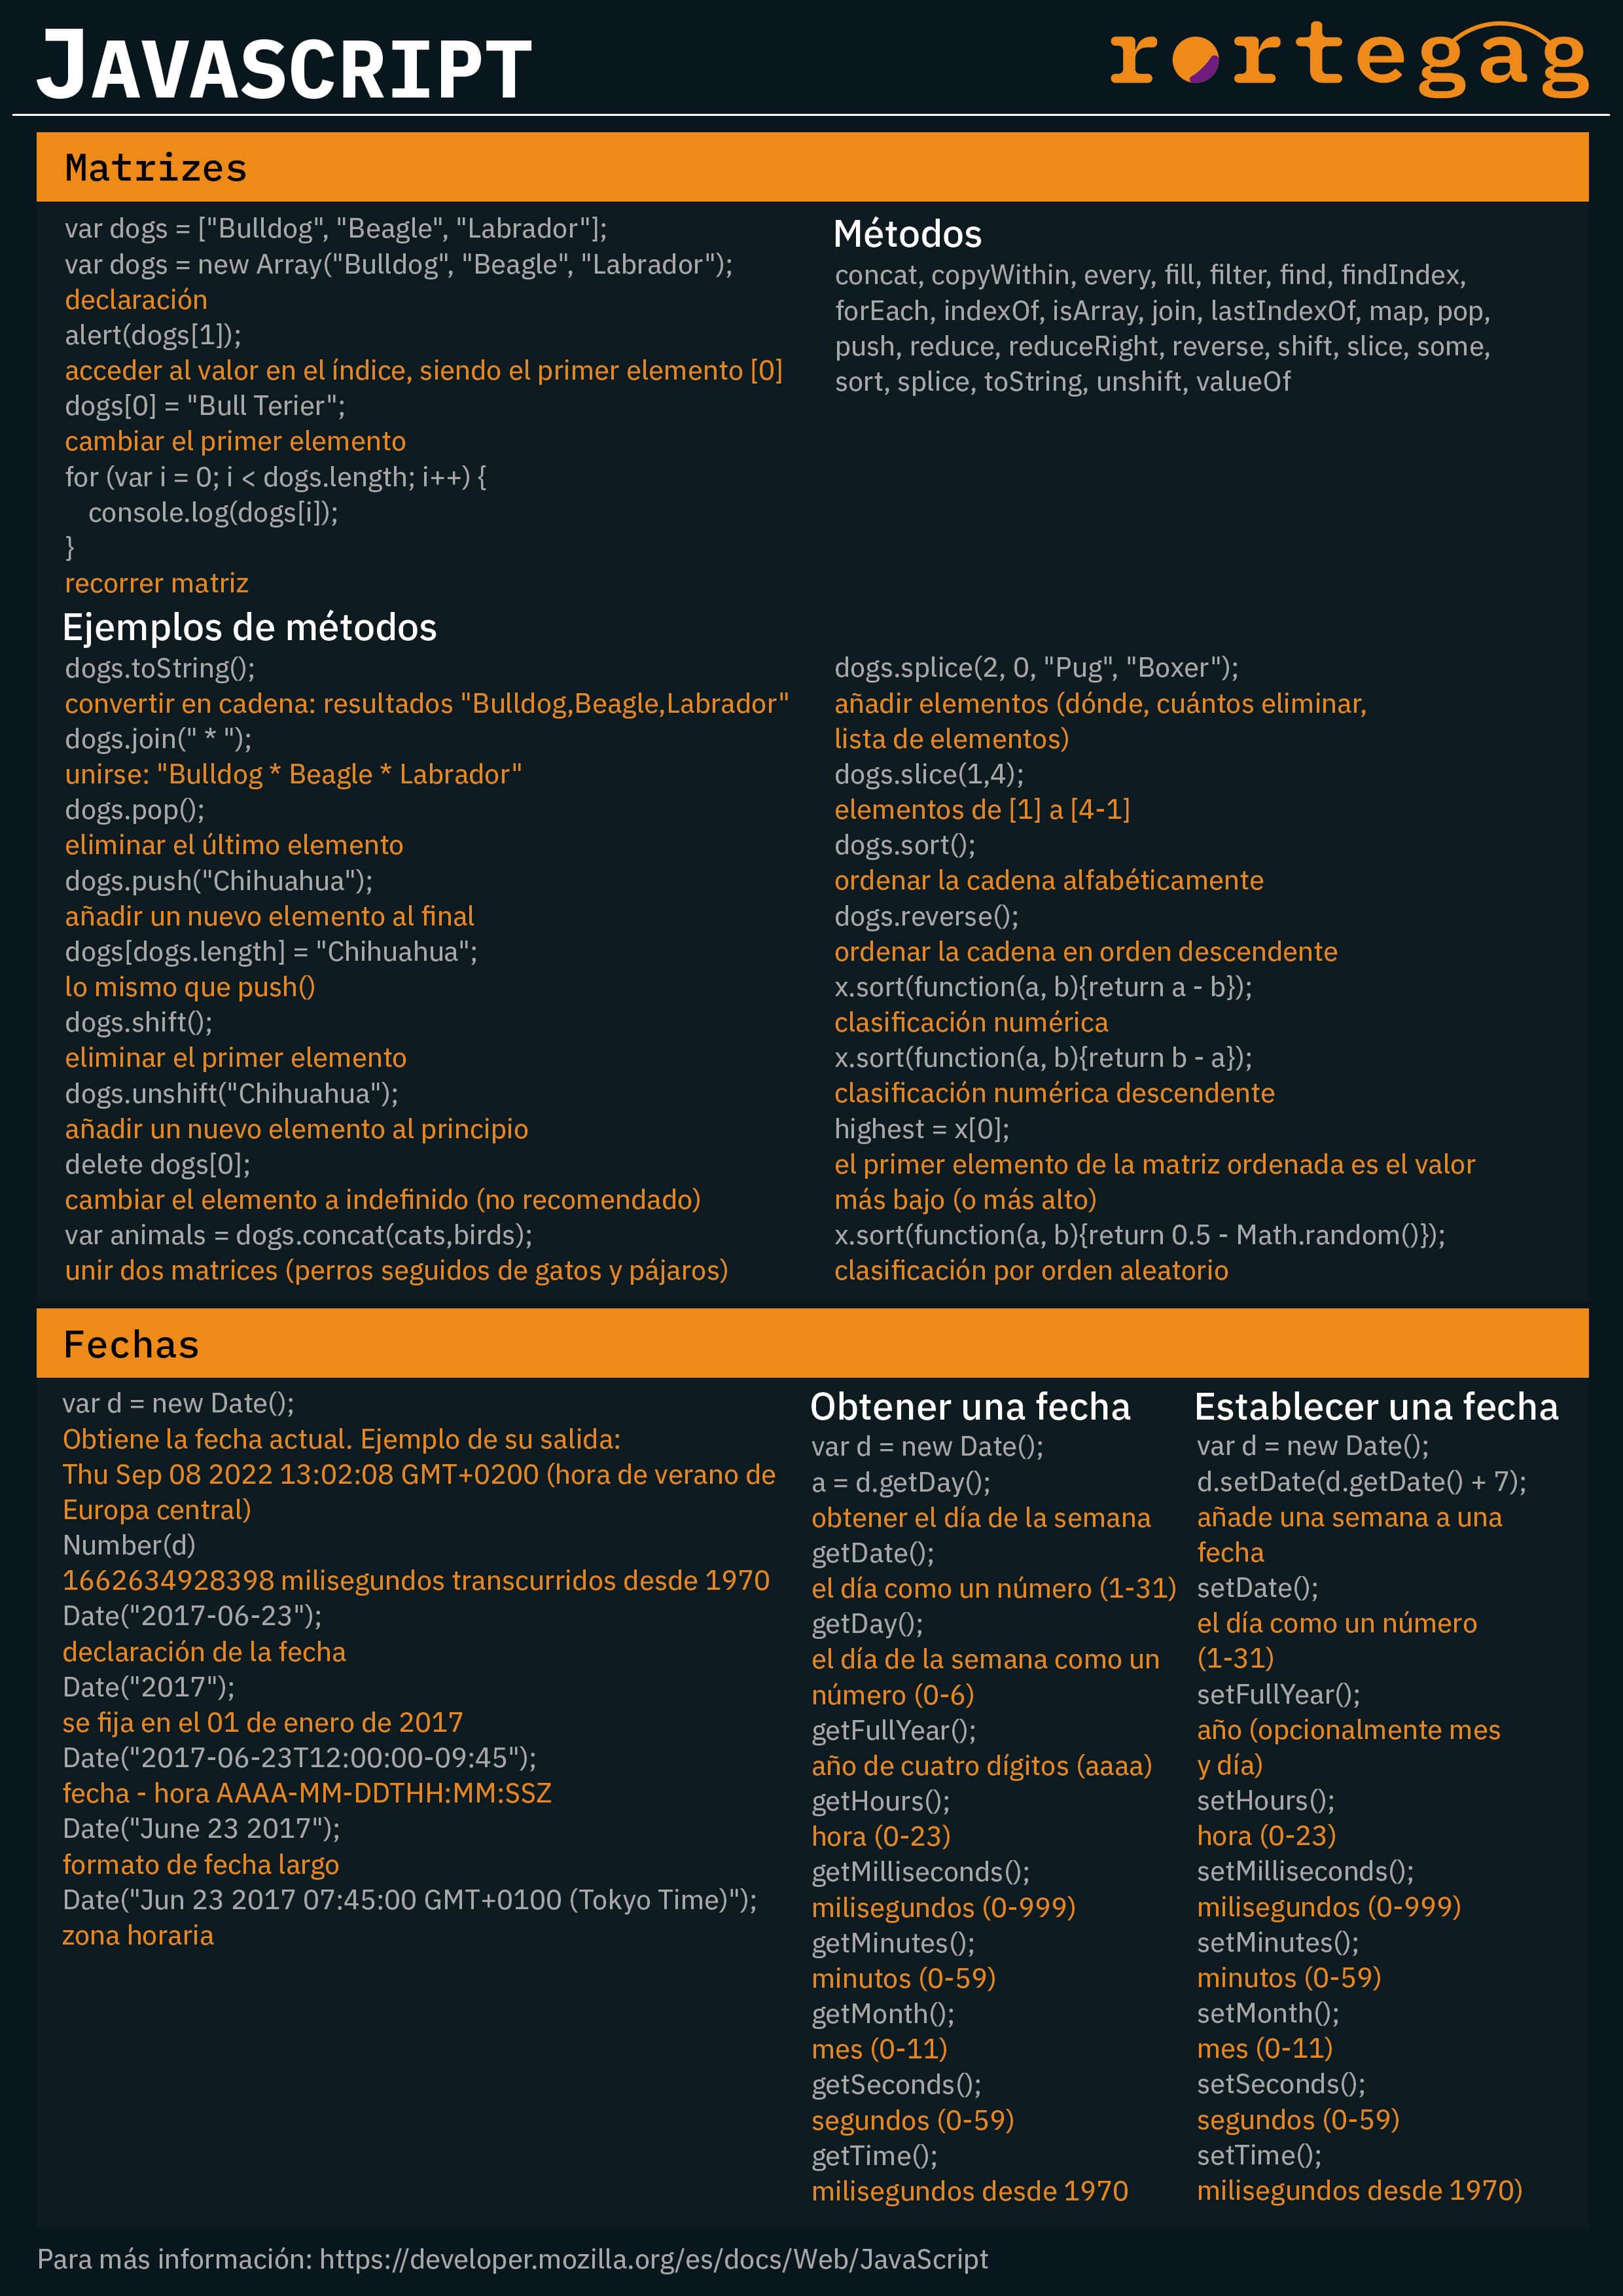 JAVASCRIPT
rortegag
Matrizes
var dogs = ["Bulldog", "Beagle", "Labrador"];
var dogs = new Array("Bulldog", "Beagle", "Labrador");
declaración
alert(dogs[1]);
acceder al valor en el índice, siendo el primer elemento [0]
dogs[0] = "Bull Terier";
cambiar el primer elemento
for (var i = 0; i < dogs.length; i++) {
console.log(dogs[i]);
}
recorrer matriz
Métodos
concat, copyWithin, every, fill, filter, find, findIndex,
forEach, indexOf, isArray, join, lastIndexOf, map, pop,
push, reduce, reduceRight, reverse, shift, slice, some,
sort, splice, toString, unshift, valueOf
Ejemplos de métodos
dogs.toString();
convertir en cadena: resultados "Bulldog,Beagle,Labrador"
dogs.join(" * ");
unirse: "Bulldog * Beagle * Labrador"
dogs.pop();
eliminar el último elemento
dogs.push("Chihuahua");
añadir un nuevo elemento al final
dogs[dogs.length] = "Chihuahua";
lo mismo que push()
dogs.shift();
eliminar el primer elemento
dogs.unshift("Chihuahua");
añadir un nuevo elemento al principio
delete dogs[0];
cambiar el elemento a indefinido (no recomendado)
var animals = dogs.concat(cats,birds);
unir dos matrices (perros seguidos de gatos y pájaros)
dogs.splice(2, 0, "Pug", "Boxer");
añadir elementos (dónde, cuántos eliminar,
lista de elementos)
dogs.slice(1,4);
elementos de [1] a [4-1]
dogs.sort();
ordenar la cadena alfabéticamente
dogs.reverse();
ordenar la cadena en orden descendente
x.sort(function(a, b){return a - b});
clasificación numérica
x.sort(function(a, b){return b - a});
clasificación numérica descendente
highest = x[0];
el primer elemento de la matriz ordenada es el valor
más bajo (o más alto)
x.sort(function(a, b){return 0.5 - Math.random()});
clasificación por orden aleatorio
Fechas
var d = new Date();
Obtiene la fecha actual. Ejemplo de su salida:
Thu Sep 08 2022 13:02:08 GMT+0200 (hora de verano de
Europa central)
Number(d)
1662634928398 milisegundos transcurridos desde 1970
Date("2017-06-23");
declaración de la fecha
Date("2017");
se fija en el 01 de enero de 2017
Date("2017-06-23T12:00:00-09:45");
fecha - hora AAAA-MM-DDTHH:MM:SSZ
Date("June 23 2017");
formato de fecha largo
Date("Jun 23 2017 07:45:00 GMT+0100 (Tokyo Time)");
zona horaria
Obtener una fecha
var d = new Date();
a = d.getDay();
obtener el día de la semana
getDate();
el día como un número (1-31)
getDay();
el día de la semana como un
número (0-6)
getFullYear();
año de cuatro dígitos (aaaa)
getHours();
hora (0-23)
getMilliseconds();
milisegundos (0-999)
getMinutes();
minutos (0-59)
getMonth();
mes (0-11)
getSeconds();
segundos (0-59)
getTime();
milisegundos desde 1970
Establecer una fecha
var d = new Date();
d.setDate(d.getDate() + 7);
añade una semana a una
fecha
setDate();
el día como un número
(1-31)
setFullYear();
año (opcionalmente mes
y día)
setHours();
hora (0-23)
setMilliseconds();
milisegundos (0-999)
setMinutes();
minutos (0-59)
setMonth();
mes (0-11)
setSeconds();
segundos (0-59)
setTime();
milisegundos desde 1970)
Para más información: https://developer.mozilla.org/es/docs/Web/JavaScript